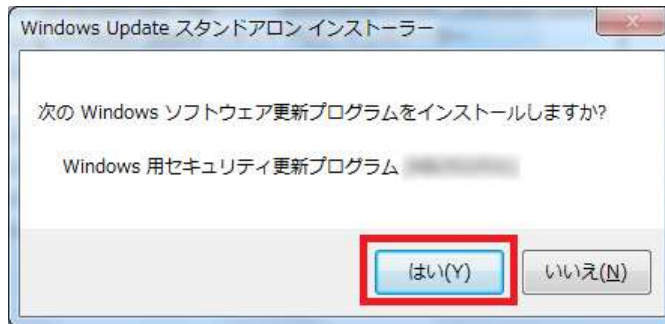 Windows Update スタンドアロン インストーラー
次の Windows ソフトウェア更新プログラムをインストールしますか?
Windows 用セキュリティ更新プログラム
はい(Y)
いいえ(N)